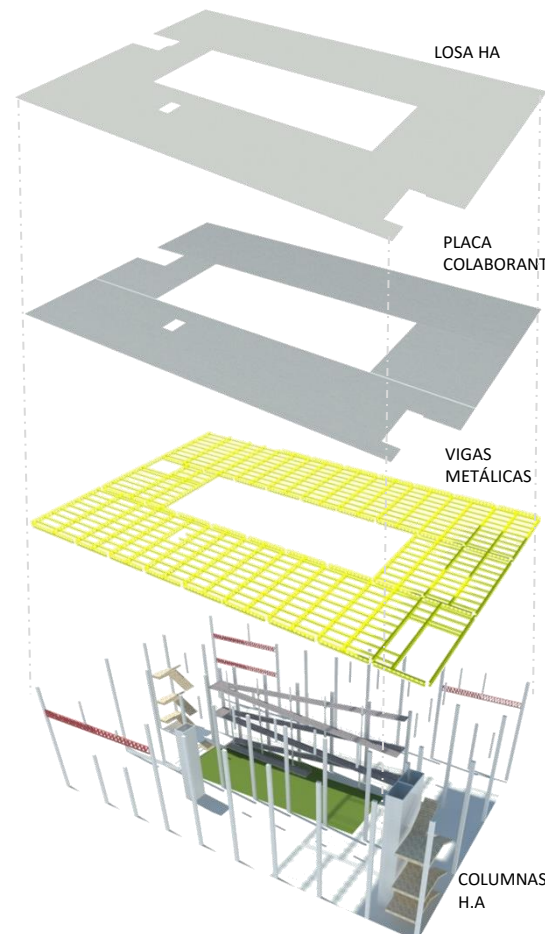 LOSA HA
PLACA
COLABORANT
VIGAS
METÁLICAS
COLUMNAS
H.A